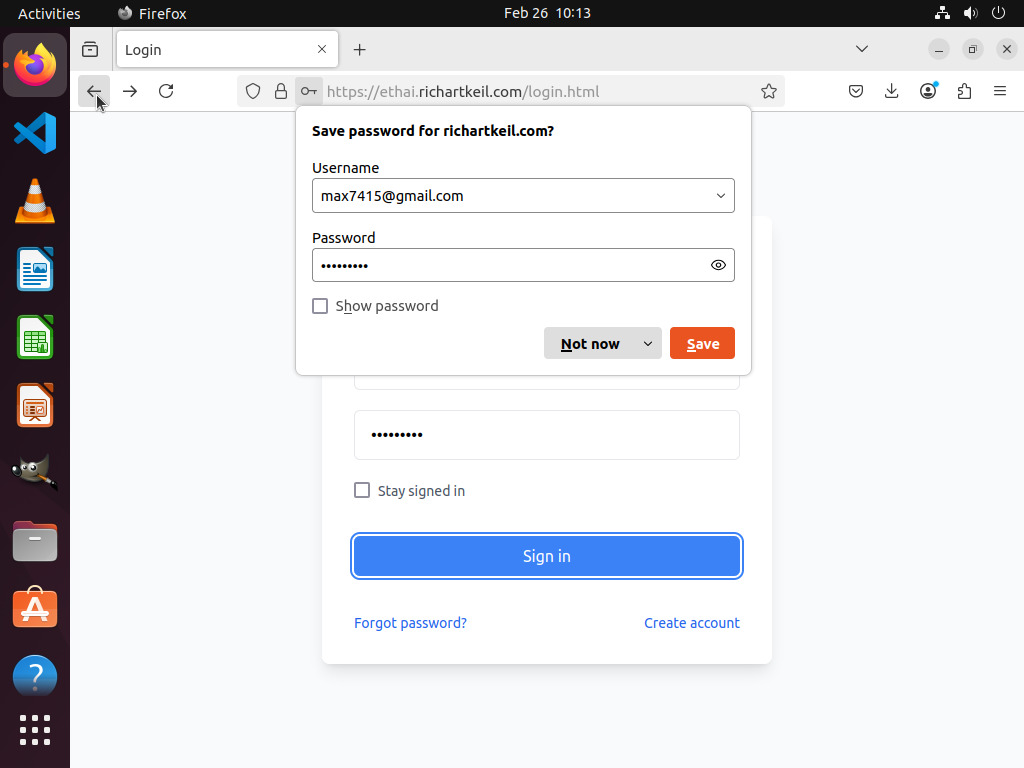 Activities
Firefox
Feb 26 10:13
Login
https://ethai.richartkeil.com/login.html
Save password for richartkeil.com?
Username
max7415@gmail.com
Password
•••••••••
Show password
Not now
Save
•••••••••
Stay signed in
Sign in
Forgot password?
Create account